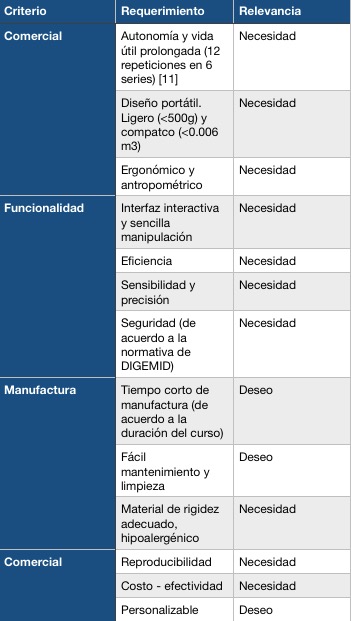 Criterio Requerimiento Relevancia
Comercial Autonomía y vida Necesidad
útil prolongada (12
repeticiones en 6
series) [11]
Diseño portátil. Necesidad
Ligero (<500g) y
compatco (<0.006
m3)
Ergonómico y Necesidad
antropométrico
Funcionalidad Interfaz interactiva Necesidad
y sencilla
manipulación
Eficiencia Necesidad
Sensibilidad y Necesidad
precisión
Seguridad (de Necesidad
acuerdo a la
normativa de
DIGEMID)
Manufactura Tiempo corto de Deseo
manufactura (de
acuerdo a la
duración del curso)
Fácil Deseo
mantenimiento y
limpieza
Material de rigidez Necesidad
adecuado,
hipoalergénico
Comercial Reproducibilidad Necesidad
Costo - efectividad Necesidad
Personalizable Deseo